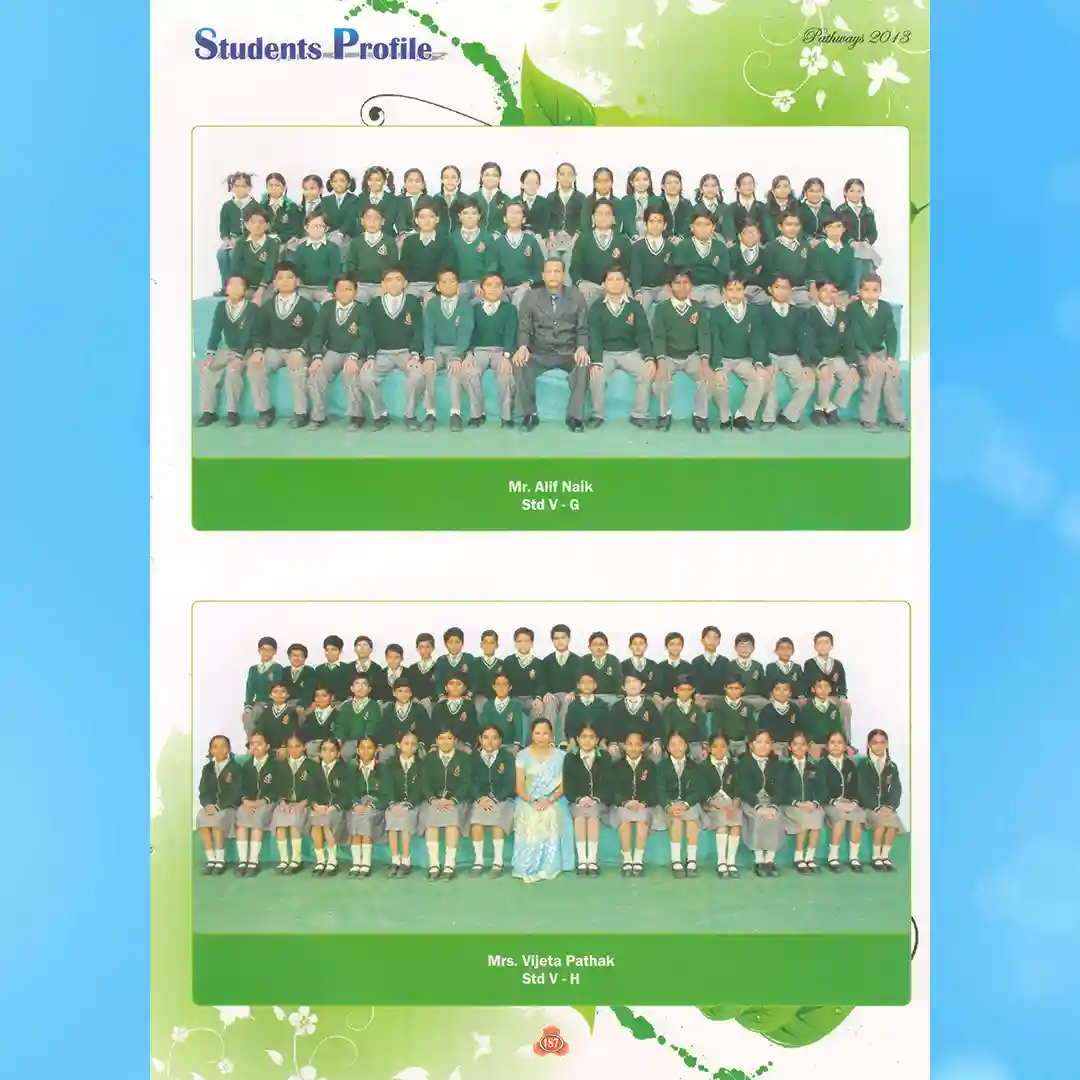 Students Profile
Pathways 2013
Mr. Alif Naik
Std V - G
Mrs. Vijeta Pathak
Std V - H
187